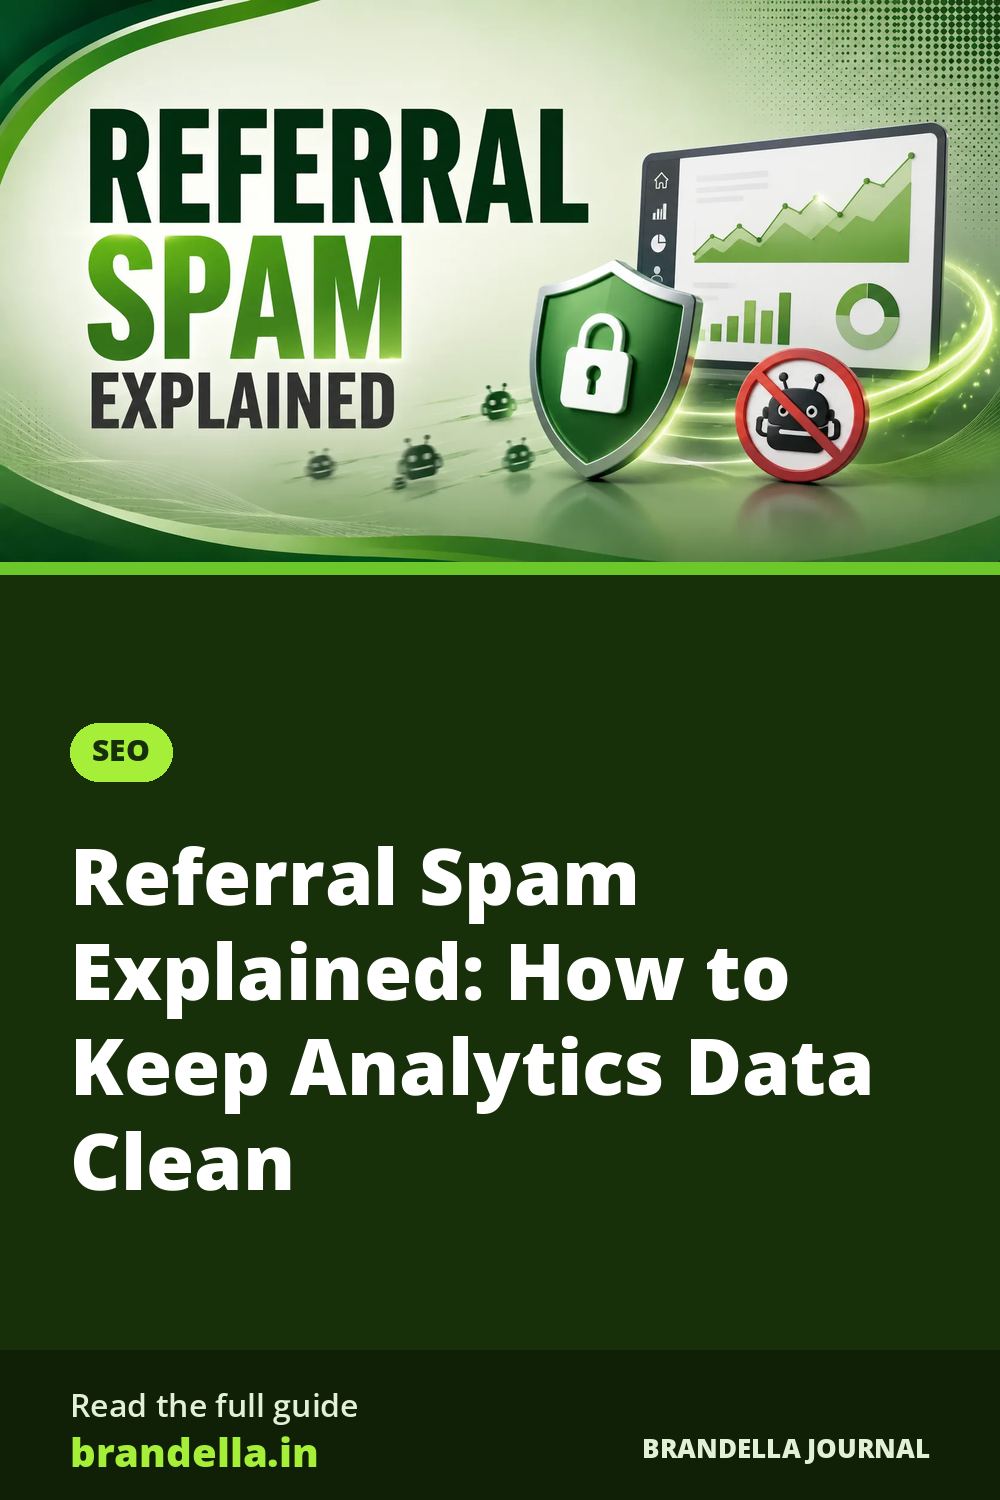 REFERRAL
SPAM
EXPLAINED
SEO
Referral Spam
Explained: How to
Keep Analytics Data
Clean
Read the full guide
brandella.in
BRANDELLA JOURNAL